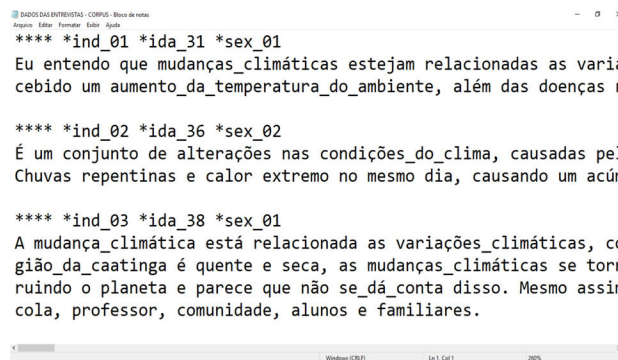 DADOS DAS ENTREVISTAS - CORPUS - Bloco de notas
Arquivo Editar Formatar Exibir Ajuda
**** *ind_01 *ida_31 *sex_01
Eu entendo que mudanças_climáticas estejam relacionadas as varia
cebido um aumento_da_temperatura_do_ambiente, além das doenças
**** *ind_02 *ida_36 *sex_02
É um conjunto de alterações nas condições_do_clima, causadas pel
Chuvas repentinas e calor extremo no mesmo dia, causando um acúm
**** *ind_03 *ida_38 *sex_01
A mudança_climática está relacionada as variações_climáticas, co
gião_da_caatinga é quente e seca, as mudanças_climáticas se torn
ruindo o planeta e parece que não se_dá_conta disso. Mesmo assim
cola, professor, comunidade, alunos e familiares.
Windows (CRLF) Ln 1, Col 1 260%